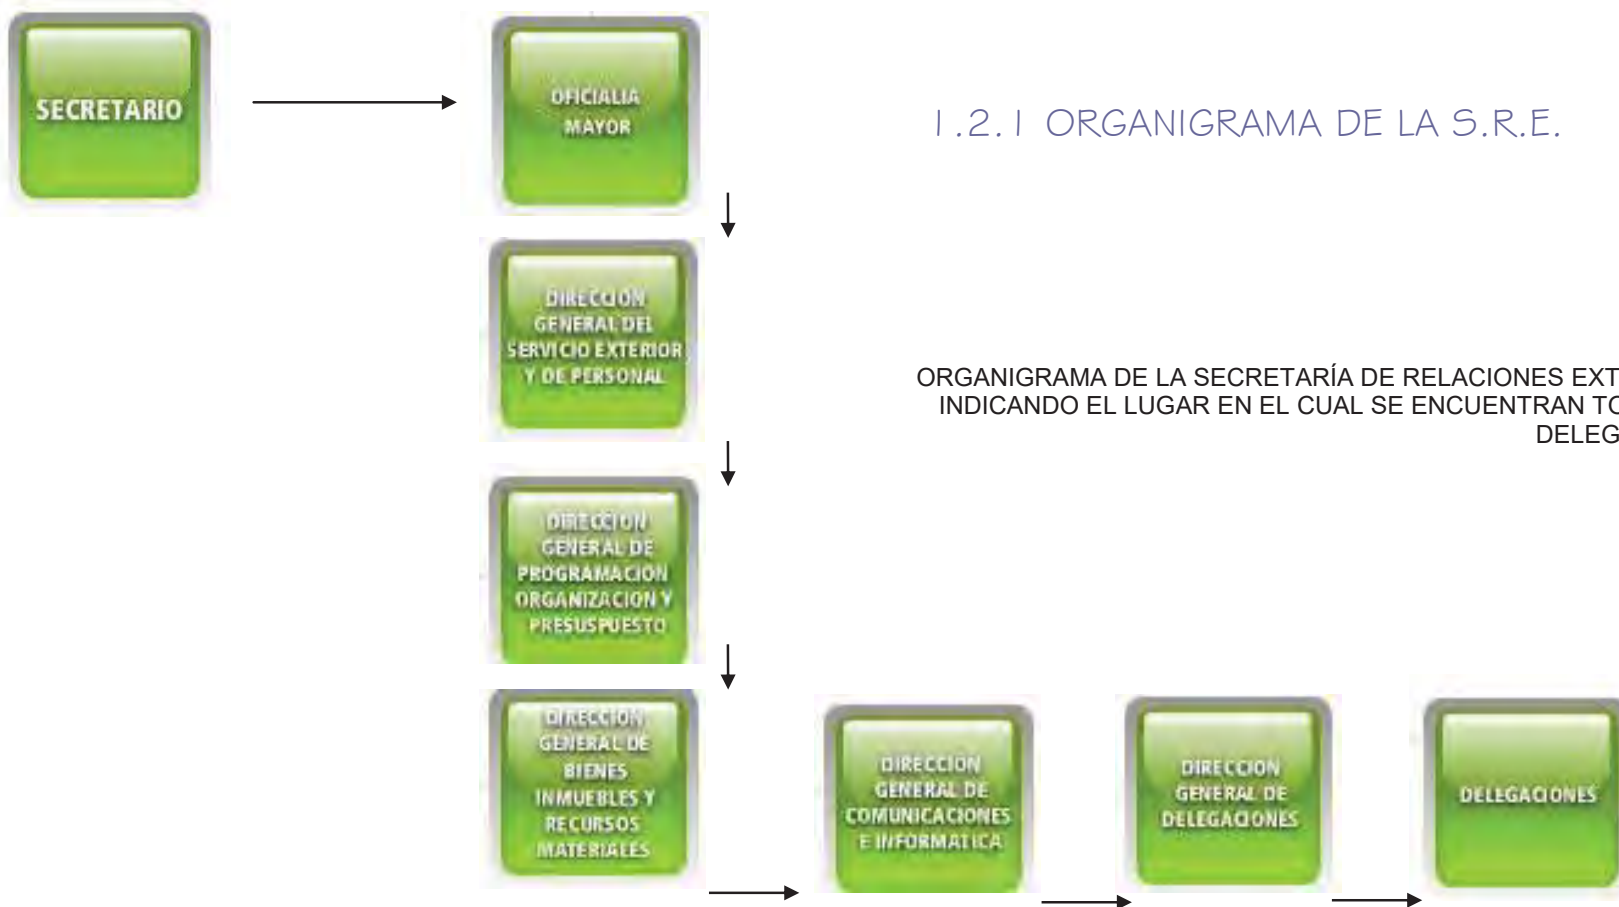 SECRETARIO
OFICIALIA
MAYOR
1.2.1 ORGANIGRAMA DE LA S.R.E.
DIRECCIÓN
GENERAL DEL
SERVICIO EXTERIOR
Y DE PERSONAL
ORGANIGRAMA DE LA SECRETARÍA DE RELACIONES EXT
INDICANDO EL LUGAR EN EL CUAL SE ENCUENTRAN TO
DELEG
DIRECCION
GENERAL DE
PROGRAMACION
ORGANIZACION Y
PRESUSPUESTO
DIRECCION
GENERAL DE
BIENES
INMUEBLES Y
RECURSOS
MATERIALES
DIRECCION
GENERAL DE
COMUNICACIONES
E INFORMATICA
DIRECCION
GENERAL DE
DELEGACIONES
DELEGACIONES